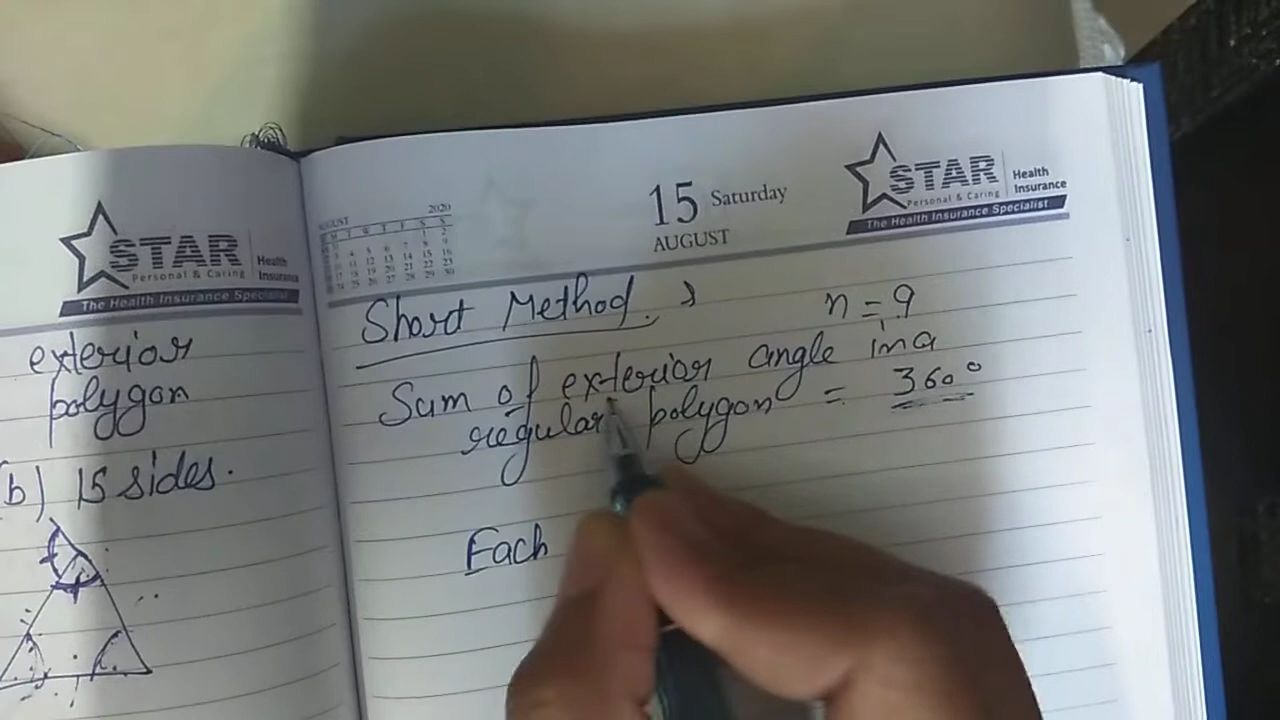 STAR
Health
Insurance
Personal & Caring
The Health Insurance Specialist
exterior
polygon
(b) 15 sides.
AUGUST 2020
15 Saturday
AUGUST
STAR
Health
Insurance
Personal & Caring
The Health Insurance Specialist
Short Method.
n = 9
Sum of exterior angle in a
regular polygon = 360°
Each